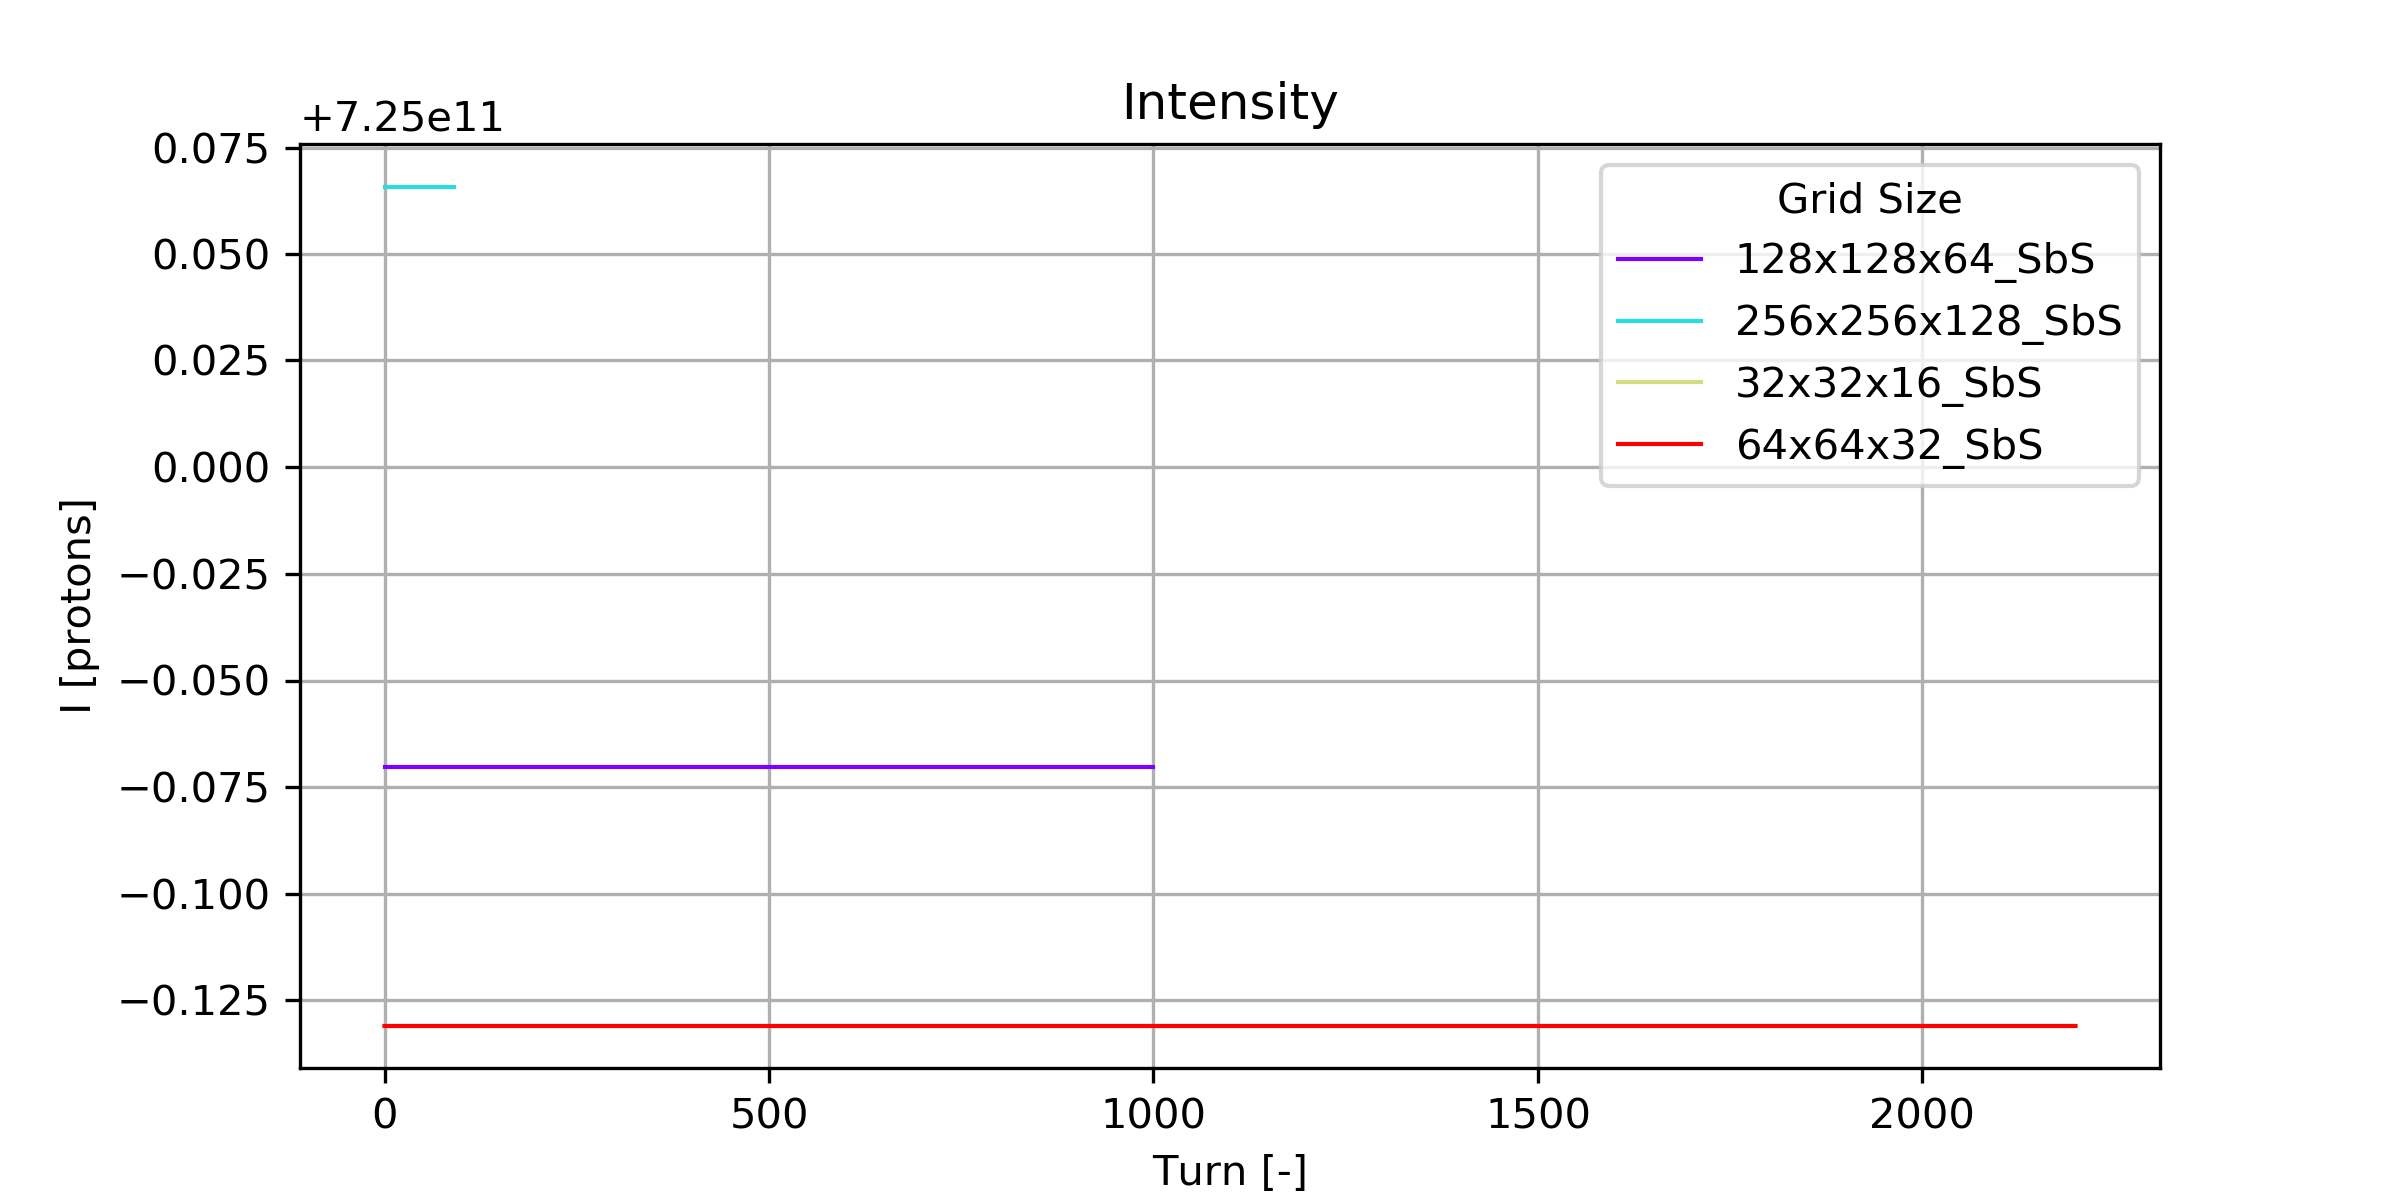 Intensity
+7.25e11
0.075
0.050
0.025
0.000
−0.025
−0.050
−0.075
−0.100
−0.125
I [protons]
Grid Size
128x128x64_SbS
256x256x128_SbS
32x32x16_SbS
64x64x32_SbS
0 500 1000 1500 2000
Turn [-]